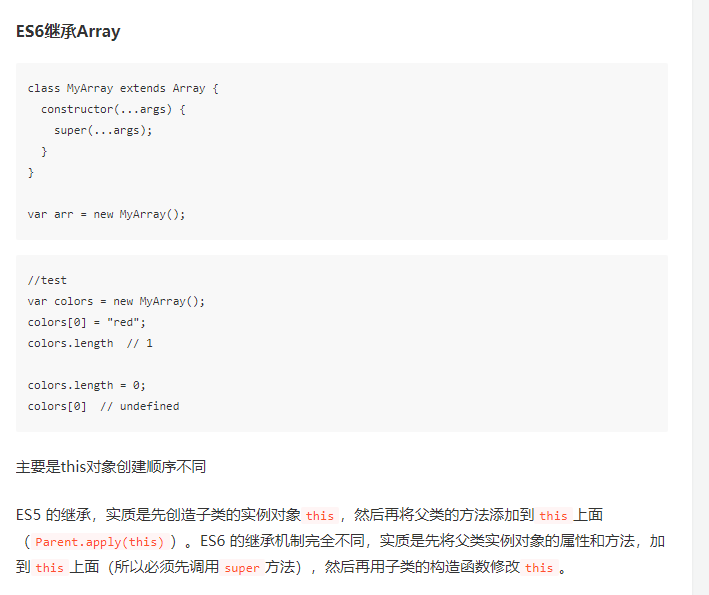 ES6继承Array
class MyArray extends Array {
  constructor(...args) {
    super(...args);
  }
}
var arr = new MyArray();
//test
var colors = new MyArray();
colors[0] = "red";
colors.length  // 1
colors.length = 0;
colors[0]  // undefined
主要是this对象创建顺序不同
ES5 的继承，实质是先创造子类的实例对象 this ，然后再将父类的方法添加到 this 上面
（ Parent.apply(this) ）。ES6 的继承机制完全不同，实质是先将父类实例对象的属性和方法，加
到 this 上面（所以必须先调用 super 方法），然后再用子类的构造函数修改 this 。